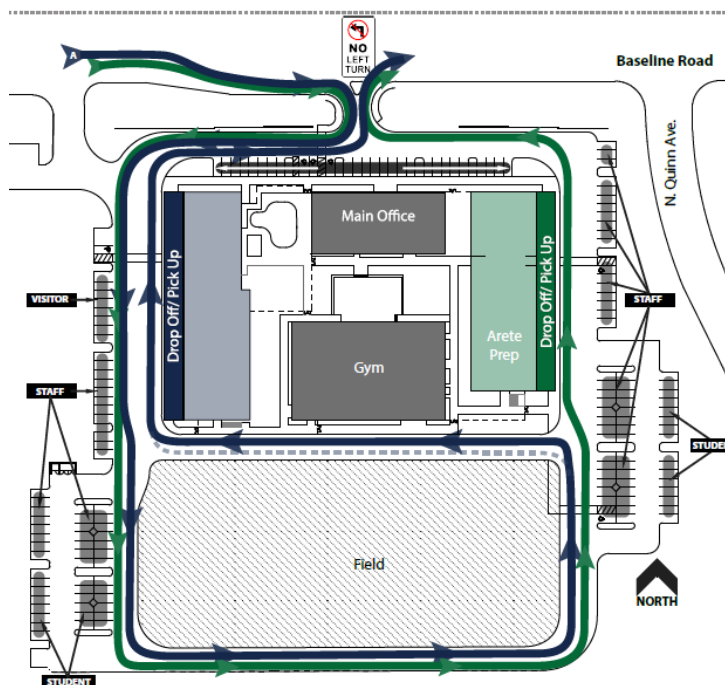 A
NO
LEFT
TURN
Baseline Road
N. Quinn Ave.
Main Office
Drop Off/ Pick Up
Drop Off/ Pick Up
VISITOR
STAFF
Arete
Prep
Gym
STAFF
Field
NORTH
STUDENT